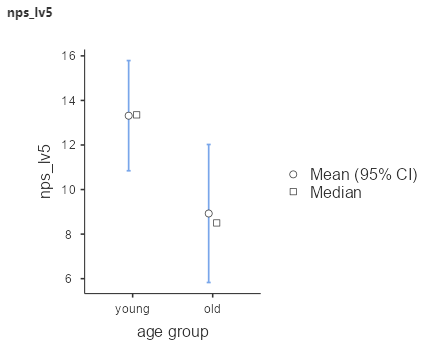 nps_lv5
16
14
12
10
8
6
nps_lv5
young old
age group
Mean (95% CI)
Median